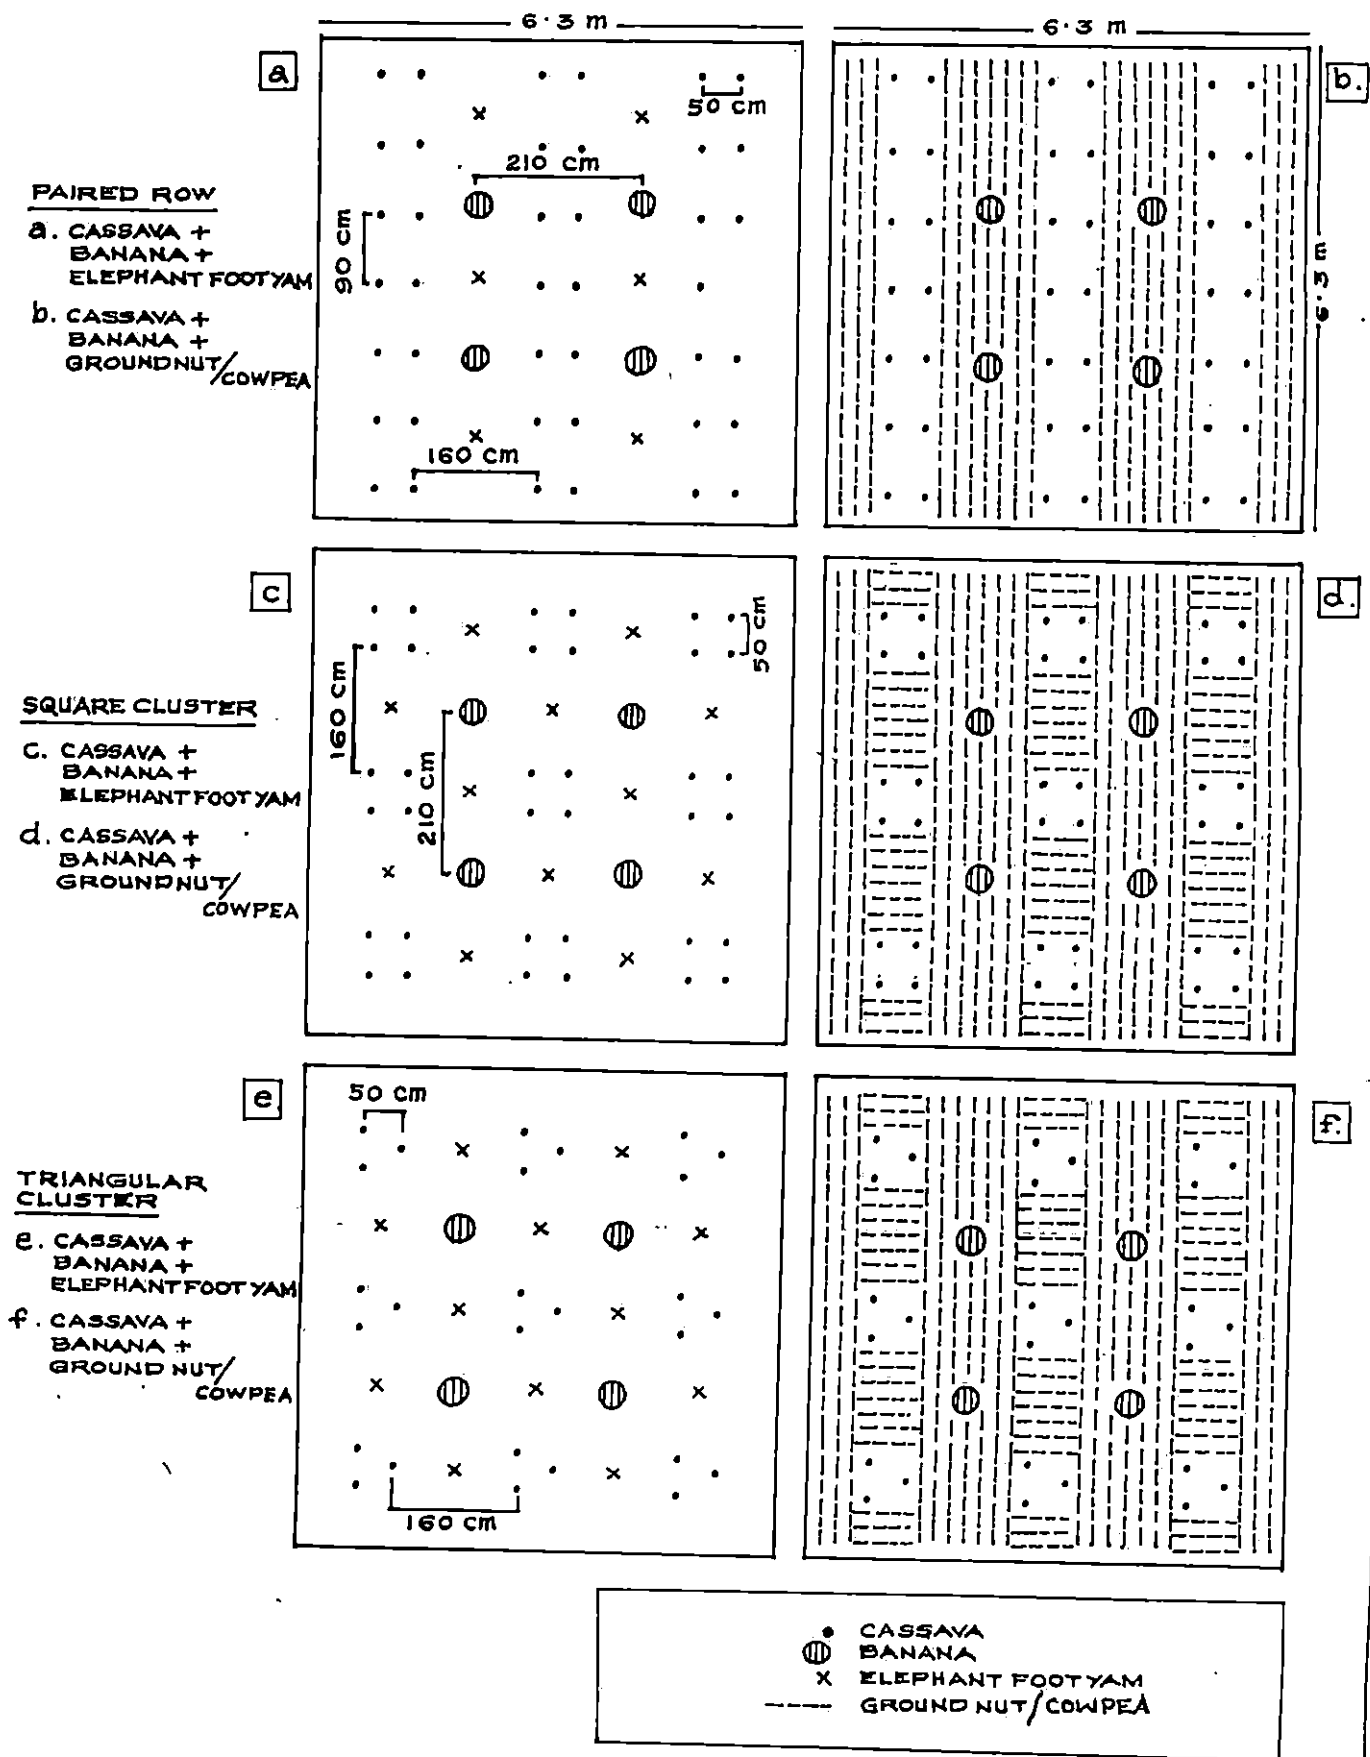 6.3 m
6.3 m
a
b.
50 cm
210 cm
PAIRED ROW
a. CASSAVA +
BANANA +
ELEPHANT FOOT YAM
90 cm
6.3 m
b. CASSAVA +
BANANA +
GROUNDNUT/
COWPEA
160 cm
c
d.
50 cm
160 cm
SQUARE CLUSTER
210 cm
C. CASSAVA +
BANANA +
ELEPHANT FOOT YAM
d. CASSAVA +
BANANA +
GROUNDNUT/
COWPEA
e
f.
50 cm
TRIANGULAR
CLUSTER
e. CASSAVA +
BANANA +
ELEPHANT FOOT YAM
f. CASSAVA +
BANANA +
GROUND NUT/
COWPEA
160 cm
CASSAVA
BANANA
ELEPHANT FOOT YAM
GROUND NUT/COWPEA